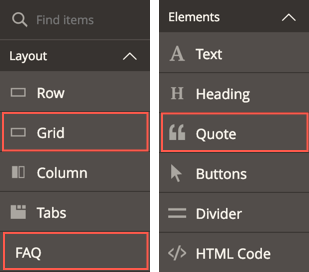 Find items
Layout
Row
Grid
Column
Tabs
FAQ
Elements
Text
Heading
Quote
Buttons
Divider
HTML Code